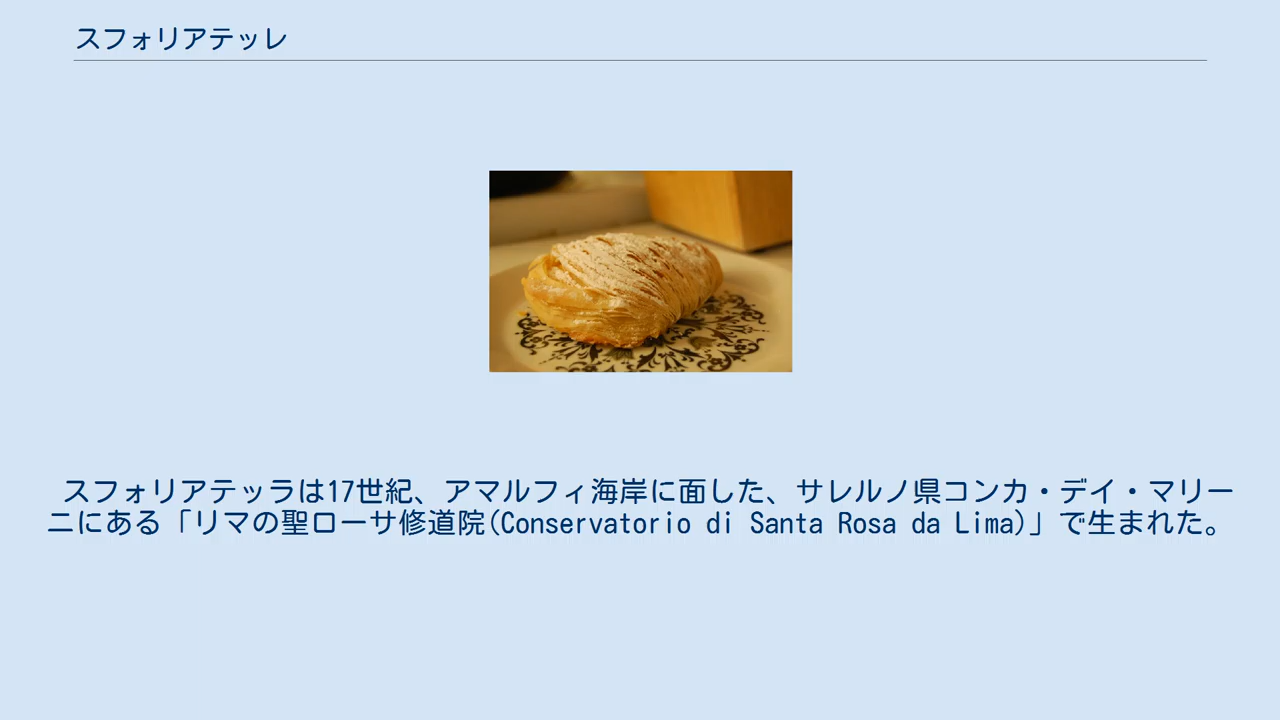 スフォリアテッレ
スフォリアテッラは17世紀、アマルフィ海岸に面した、サレルノ県コンカ・デイ・マリー
ニにある「リマの聖ローサ修道院(Conservatorio di Santa Rosa da Lima)」で生まれた。